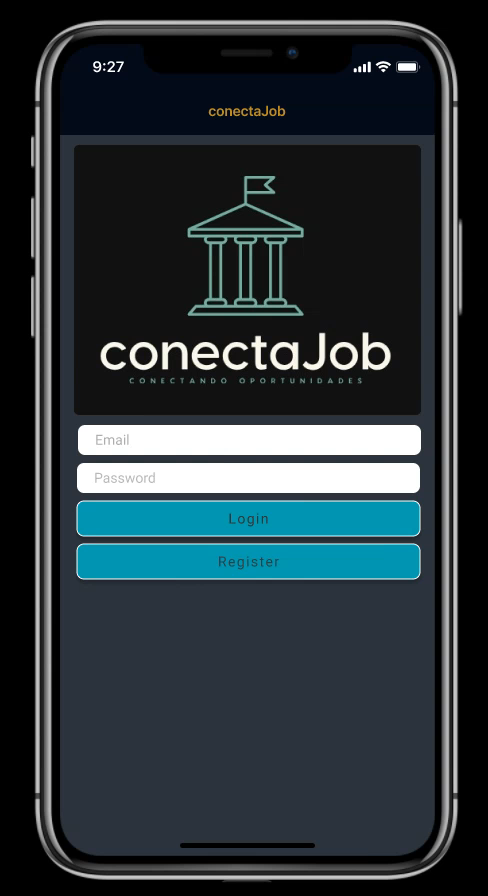 9:27
conectaJob
conectaJob
CONECTANDO OPORTUNIDADES
Email
Password
Login
Register